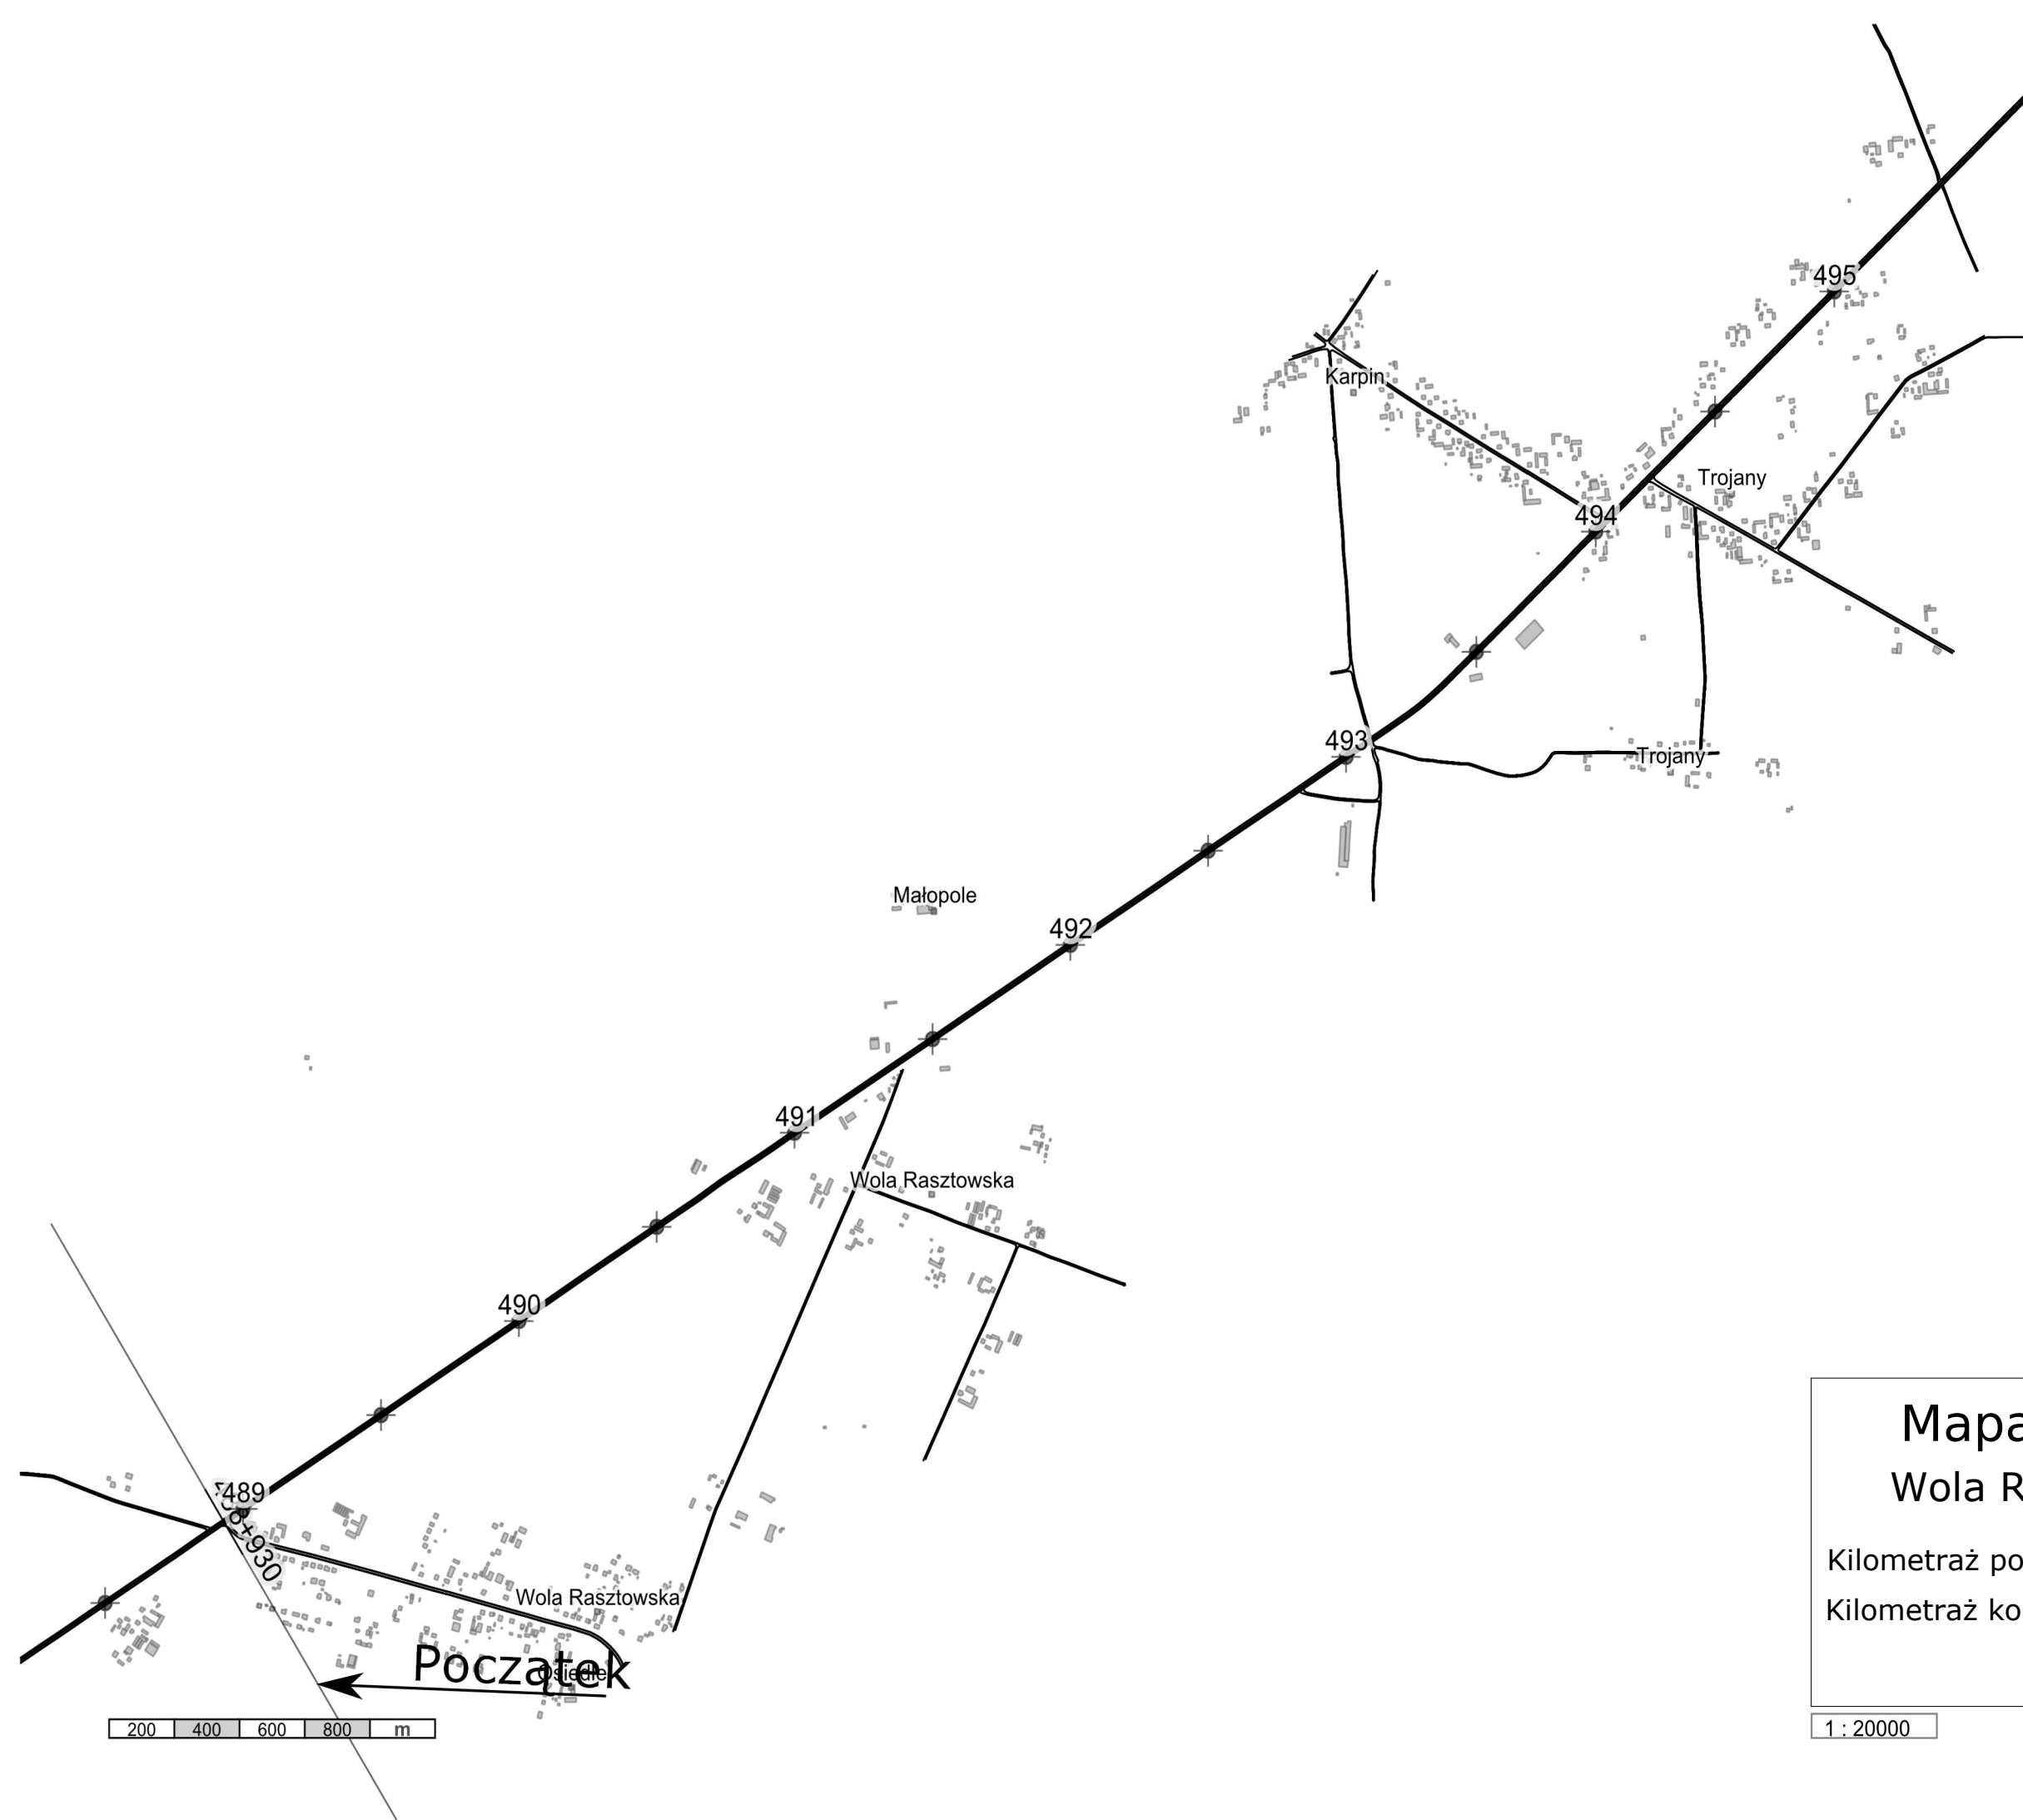 495
Karpin
Trojany
494
493
Trojany
Małopole
492
491
Wola Rasztowska
490
489
Wola Rasztowska
Początek
Osiedle
200 400 600 800 m
Mapa
Wola R
Kilometraż po
Kilometraż ko
1 : 20000